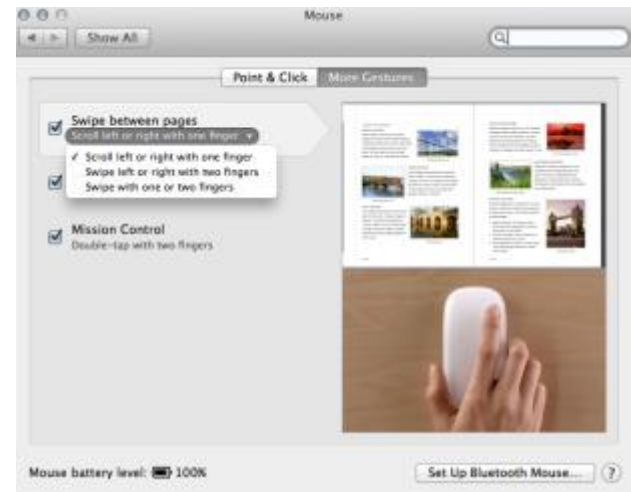 Mouse
Show All
Point & Click
More Gestures
Swipe between pages
Scroll left or right with one finger
✓ Scroll left or right with one finger
Swipe left or right with two fingers
Swipe with one or two fingers
Mission Control
Double-tap with two fingers
Mouse battery level: 100%
Set Up Bluetooth Mouse...
?